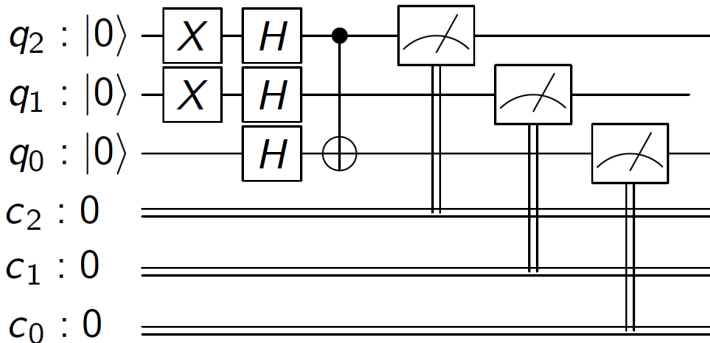 q₂ : |0⟩ X H
q₁ : |0⟩ X H
q₀ : |0⟩ H
c₂ : 0
c₁ : 0
c₀ : 0